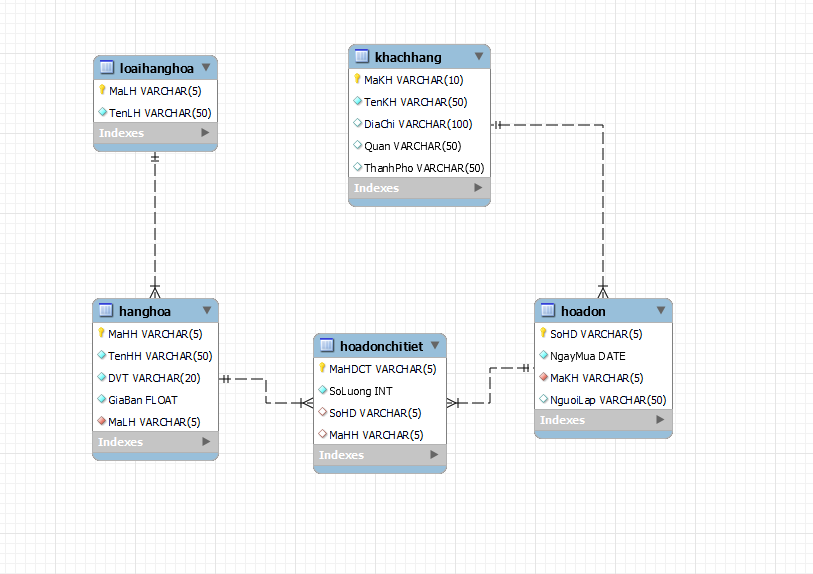 loaihanghoa
MaLH VARCHAR(5)
TenLH VARCHAR(50)
Indexes
khachhang
MaKH VARCHAR(10)
TenKH VARCHAR(50)
DiaChi VARCHAR(100)
Quan VARCHAR(50)
ThanhPho VARCHAR(50)
Indexes
hanghoa
MaHH VARCHAR(5)
TenHH VARCHAR(50)
DVT VARCHAR(20)
GiaBan FLOAT
MaLH VARCHAR(5)
Indexes
hoadonchitiet
MaHDCT VARCHAR(5)
SoLuong INT
SoHD VARCHAR(5)
MaHH VARCHAR(5)
Indexes
hoadon
SoHD VARCHAR(5)
NgayMua DATE
MaKH VARCHAR(5)
NguoiLap VARCHAR(50)
Indexes